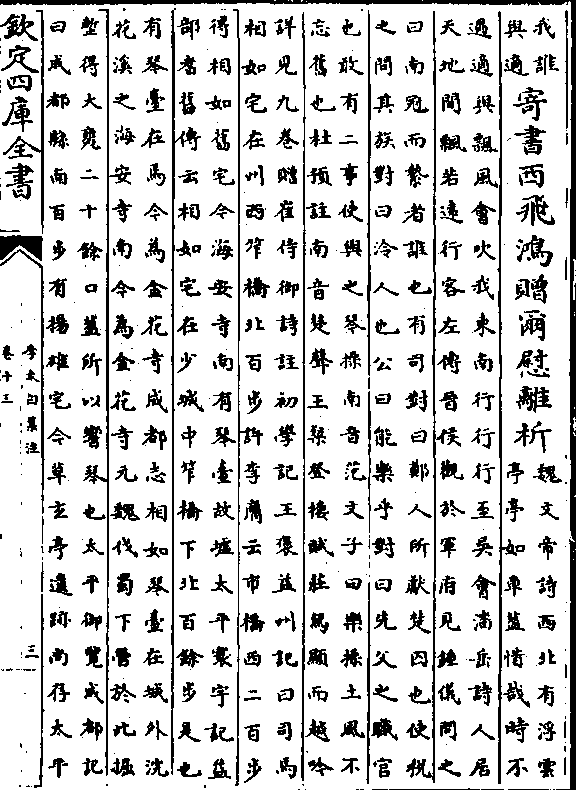 我誰
與適
寄書西飛鴻贈爾慰離析
魏文帝詩西北有浮雲
亭亭如車蓋惜哉時不
遇適與飄風會吹我東南行行行至吳會潘岳詩人居
天地間飄若遠行客左傳晉侯觀於軍府見鍾儀問之
曰南冠而縶者誰也有司對曰鄭人所獻楚囚也使稅
之問其族對曰泠人也公曰能樂乎對曰先父之職官
也敢有二事使與之琴操南音范文子曰樂操土風不
忘舊也杜預註南音楚聲王粲登樓賦莊舄顯而越吟
詳見九卷贈崔侍御詩註初學記王褒益州記曰司馬
相如宅在州西笮橋北百步許李膺云市橋西二百步
得相如舊宅今海安寺南有琴臺故墟太平寰宇記益
部耆舊傳云相如宅在少城中笮橋下北百餘步是也
有琴臺在焉今為金花寺成都志相如琴臺在城外浣
花溪之海安寺南今為金花寺元魏伐蜀下營於此掘
塹得大甕二十餘口蓋所以響琴也太平御覽成都記
曰成都縣南百步有揚雄宅今草玄亭遺跡尚存太平
欽定四庫全書
李太白集注
卷十三
三